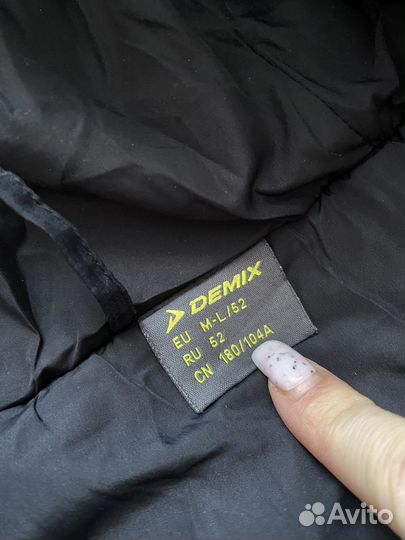 DEMIX
EU M-L/52
RU 52
CN 180/104A
Avito